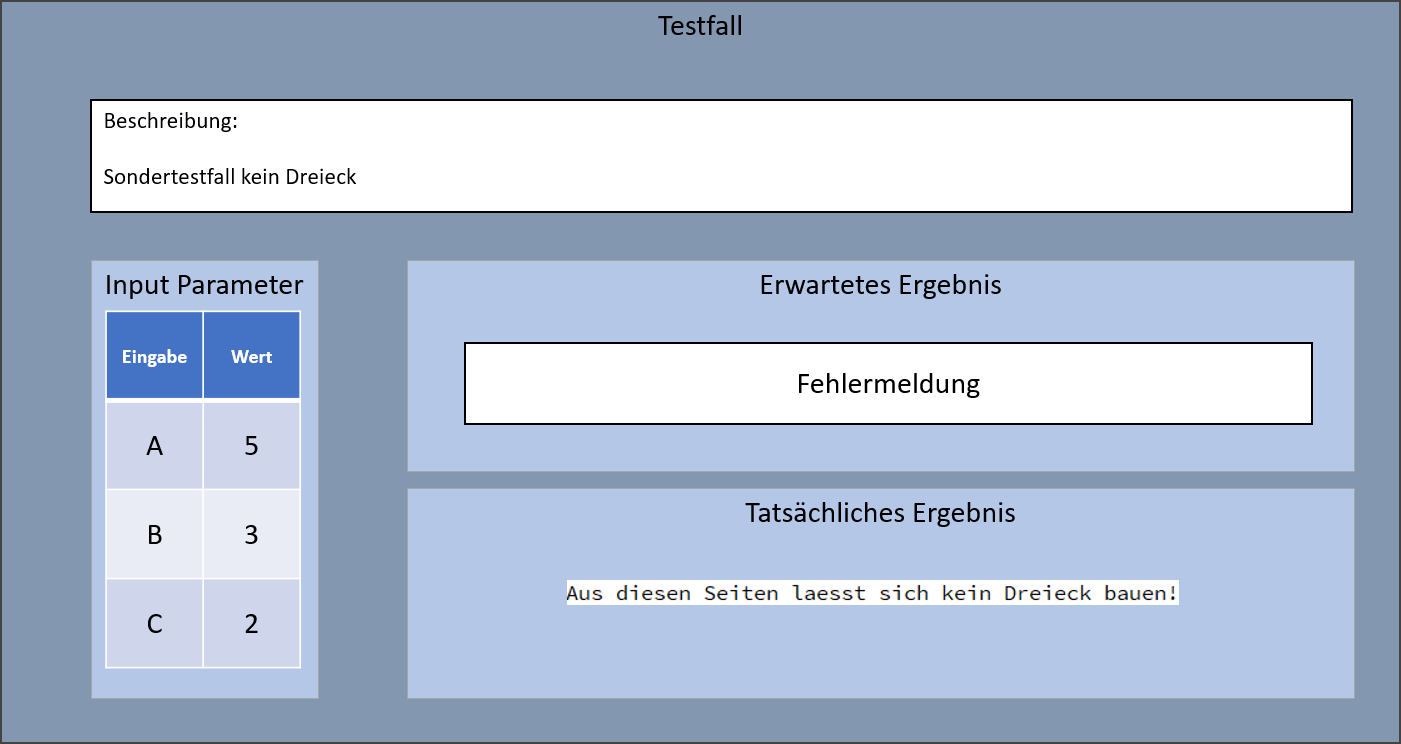 Testfall
Beschreibung:
Sondertestfall kein Dreieck
Input Parameter
Eingabe Wert
A 5
B 3
C 2
Erwartetes Ergebnis
Fehlermeldung
Tatsächliches Ergebnis
Aus diesen Seiten laesst sich kein Dreieck bauen!